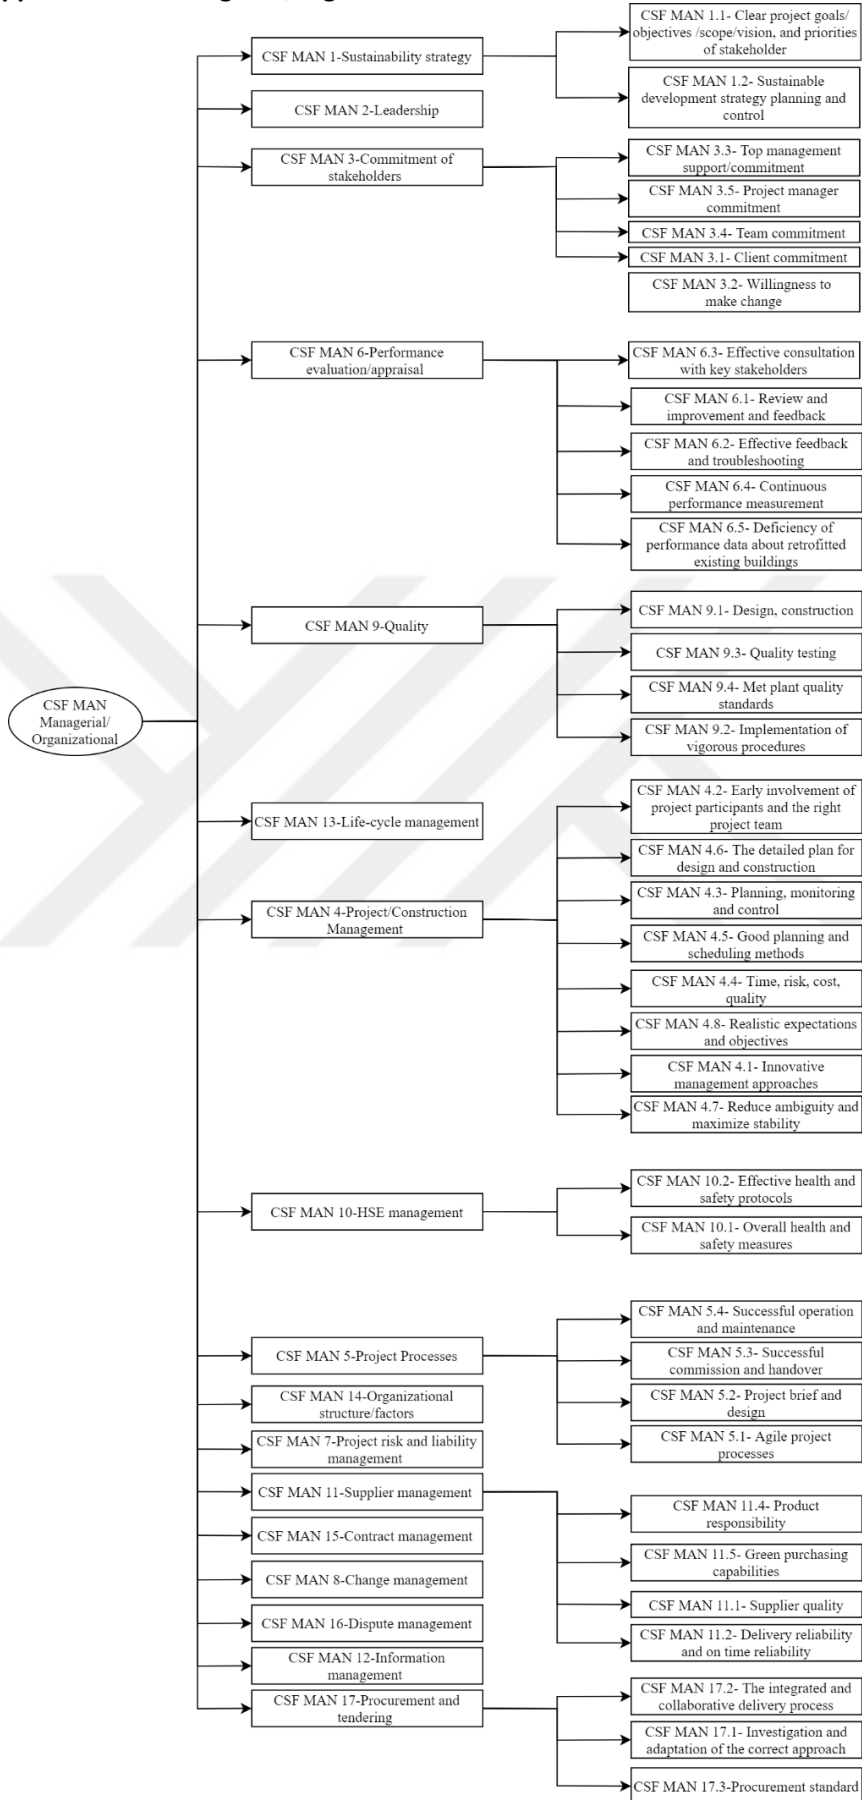 CSF MAN
Managerial/
Organizational
CSF MAN 1-Sustainability strategy
CSF MAN 1.1- Clear project goals/
objectives /scope/vision, and priorities
of stakeholder
CSF MAN 1.2- Sustainable
development strategy planning and
control
CSF MAN 2-Leadership
CSF MAN 3-Commitment of
stakeholders
CSF MAN 3.3- Top management
support/commitment
CSF MAN 3.5- Project manager
commitment
CSF MAN 3.4- Team commitment
CSF MAN 3.1- Client commitment
CSF MAN 3.2- Willingness to
make change
CSF MAN 6-Performance
evaluation/appraisal
CSF MAN 6.3- Effective consultation
with key stakeholders
CSF MAN 6.1- Review and
improvement and feedback
CSF MAN 6.2- Effective feedback
and troubleshooting
CSF MAN 6.4- Continuous
performance measurement
CSF MAN 6.5- Deficiency of
performance data about retrofitted
existing buildings
CSF MAN 9-Quality
CSF MAN 9.1- Design, construction
CSF MAN 9.3- Quality testing
CSF MAN 9.4- Met plant quality
standards
CSF MAN 9.2- Implementation of
vigorous procedures
CSF MAN 13-Life-cycle management
CSF MAN 4-Project/Construction
Management
CSF MAN 4.2- Early involvement of
project participants and the right
project team
CSF MAN 4.6- The detailed plan for
design and construction
CSF MAN 4.3- Planning, monitoring
and control
CSF MAN 4.5- Good planning and
scheduling methods
CSF MAN 4.4- Time, risk, cost,
quality
CSF MAN 4.8- Realistic expectations
and objectives
CSF MAN 4.1- Innovative
management approaches
CSF MAN 4.7- Reduce ambiguity and
maximize stability
CSF MAN 10-HSE management
CSF MAN 10.2- Effective health and
safety protocols
CSF MAN 10.1- Overall health and
safety measures
CSF MAN 5-Project Processes
CSF MAN 5.4- Successful operation
and maintenance
CSF MAN 5.3- Successful
commission and handover
CSF MAN 5.2- Project brief and
design
CSF MAN 5.1- Agile project
processes
CSF MAN 14-Organizational
structure/factors
CSF MAN 7-Project risk and liability
management
CSF MAN 11-Supplier management
CSF MAN 11.4- Product
responsibility
CSF MAN 11.5- Green purchasing
capabilities
CSF MAN 11.1- Supplier quality
CSF MAN 11.2- Delivery reliability
and on time reliability
CSF MAN 15-Contract management
CSF MAN 8-Change management
CSF MAN 16-Dispute management
CSF MAN 12-Information
management
CSF MAN 17-Procurement and
tendering
CSF MAN 17.2- The integrated and
collaborative delivery process
CSF MAN 17.1- Investigation and
adaptation of the correct approach
CSF MAN 17.3-Procurement standard